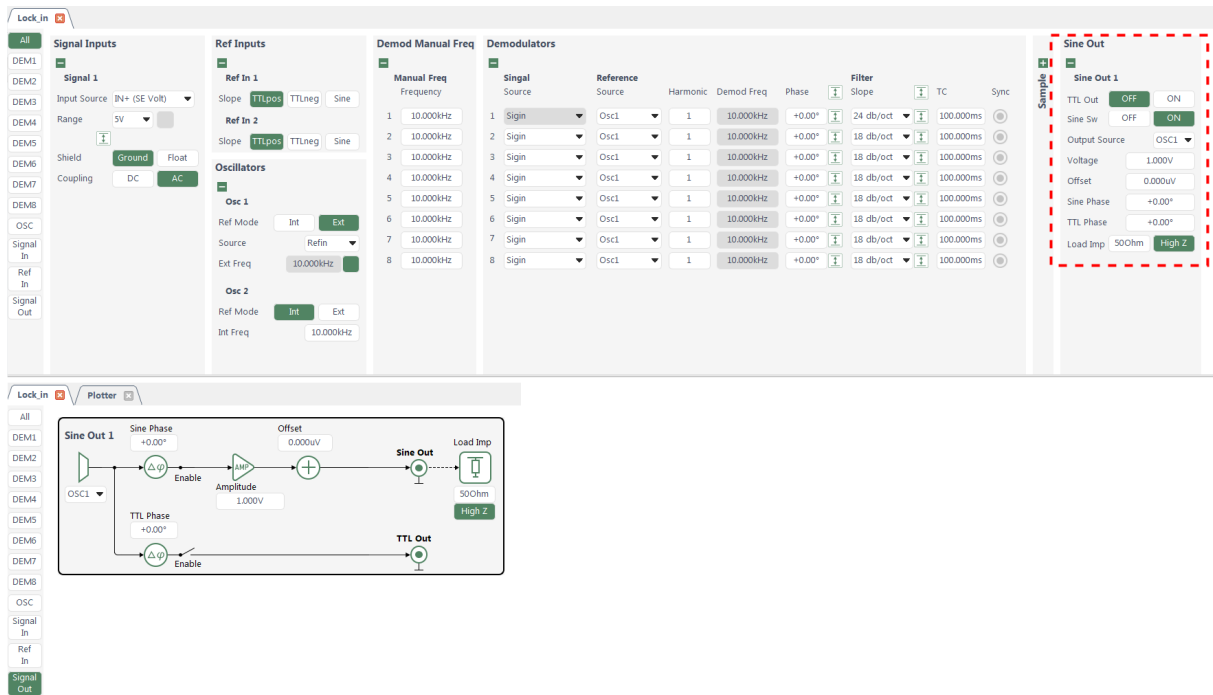 Lock_in
All
DEM1
DEM2
DEM3
DEM4
DEM5
DEM6
DEM7
DEM8
OSC
Signal
In
Ref
In
Signal
Out
Signal Inputs
Signal 1
Input Source IN+ (SE Volt)
Range 5V
Shield Ground Float
Coupling DC AC
Ref Inputs
Ref In 1
Slope TTLpos TTLneg Sine
Ref In 2
Slope TTLpos TTLneg Sine
Oscillators
Osc 1
Ref Mode Int Ext
Source Refin
Ext Freq 10.000kHz
Osc 2
Ref Mode Int Ext
Int Freq 10.000kHz
Demod Manual Freq
Manual Freq
Frequency
1 10.000kHz
2 10.000kHz
3 10.000kHz
4 10.000kHz
5 10.000kHz
6 10.000kHz
7 10.000kHz
8 10.000kHz
Demodulators
Singal Reference Filter
Source Source Harmonic Demod Freq Phase Slope TC Sync
1 Sigin Osc1 1 10.000kHz +0.00° 24 db/oct 100.000ms
2 Sigin Osc1 1 10.000kHz +0.00° 18 db/oct 100.000ms
3 Sigin Osc1 1 10.000kHz +0.00° 18 db/oct 100.000ms
4 Sigin Osc1 1 10.000kHz +0.00° 18 db/oct 100.000ms
5 Sigin Osc1 1 10.000kHz +0.00° 18 db/oct 100.000ms
6 Sigin Osc1 1 10.000kHz +0.00° 18 db/oct 100.000ms
7 Sigin Osc1 1 10.000kHz +0.00° 18 db/oct 100.000ms
8 Sigin Osc1 1 10.000kHz +0.00° 18 db/oct 100.000ms
Sample
Sine Out
Sine Out 1
TTL Out OFF ON
Sine Sw OFF ON
Output Source OSC1
Voltage 1.000V
Offset 0.000uV
Sine Phase +0.00°
TTL Phase +0.00°
Load Imp 50Ohm High Z
Lock_in Plotter
All
DEM1
DEM2
DEM3
DEM4
DEM5
DEM6
DEM7
DEM8
OSC
Signal
In
Ref
In
Signal
Out
Sine Out 1
OSC1
Sine Phase
+0.00°
Δφ
Enable
AMP
Amplitude
1.000V
Offset
0.000uV
Sine Out
Load Imp
50Ohm
High Z
TTL Phase
+0.00°
Δφ
Enable
TTL Out